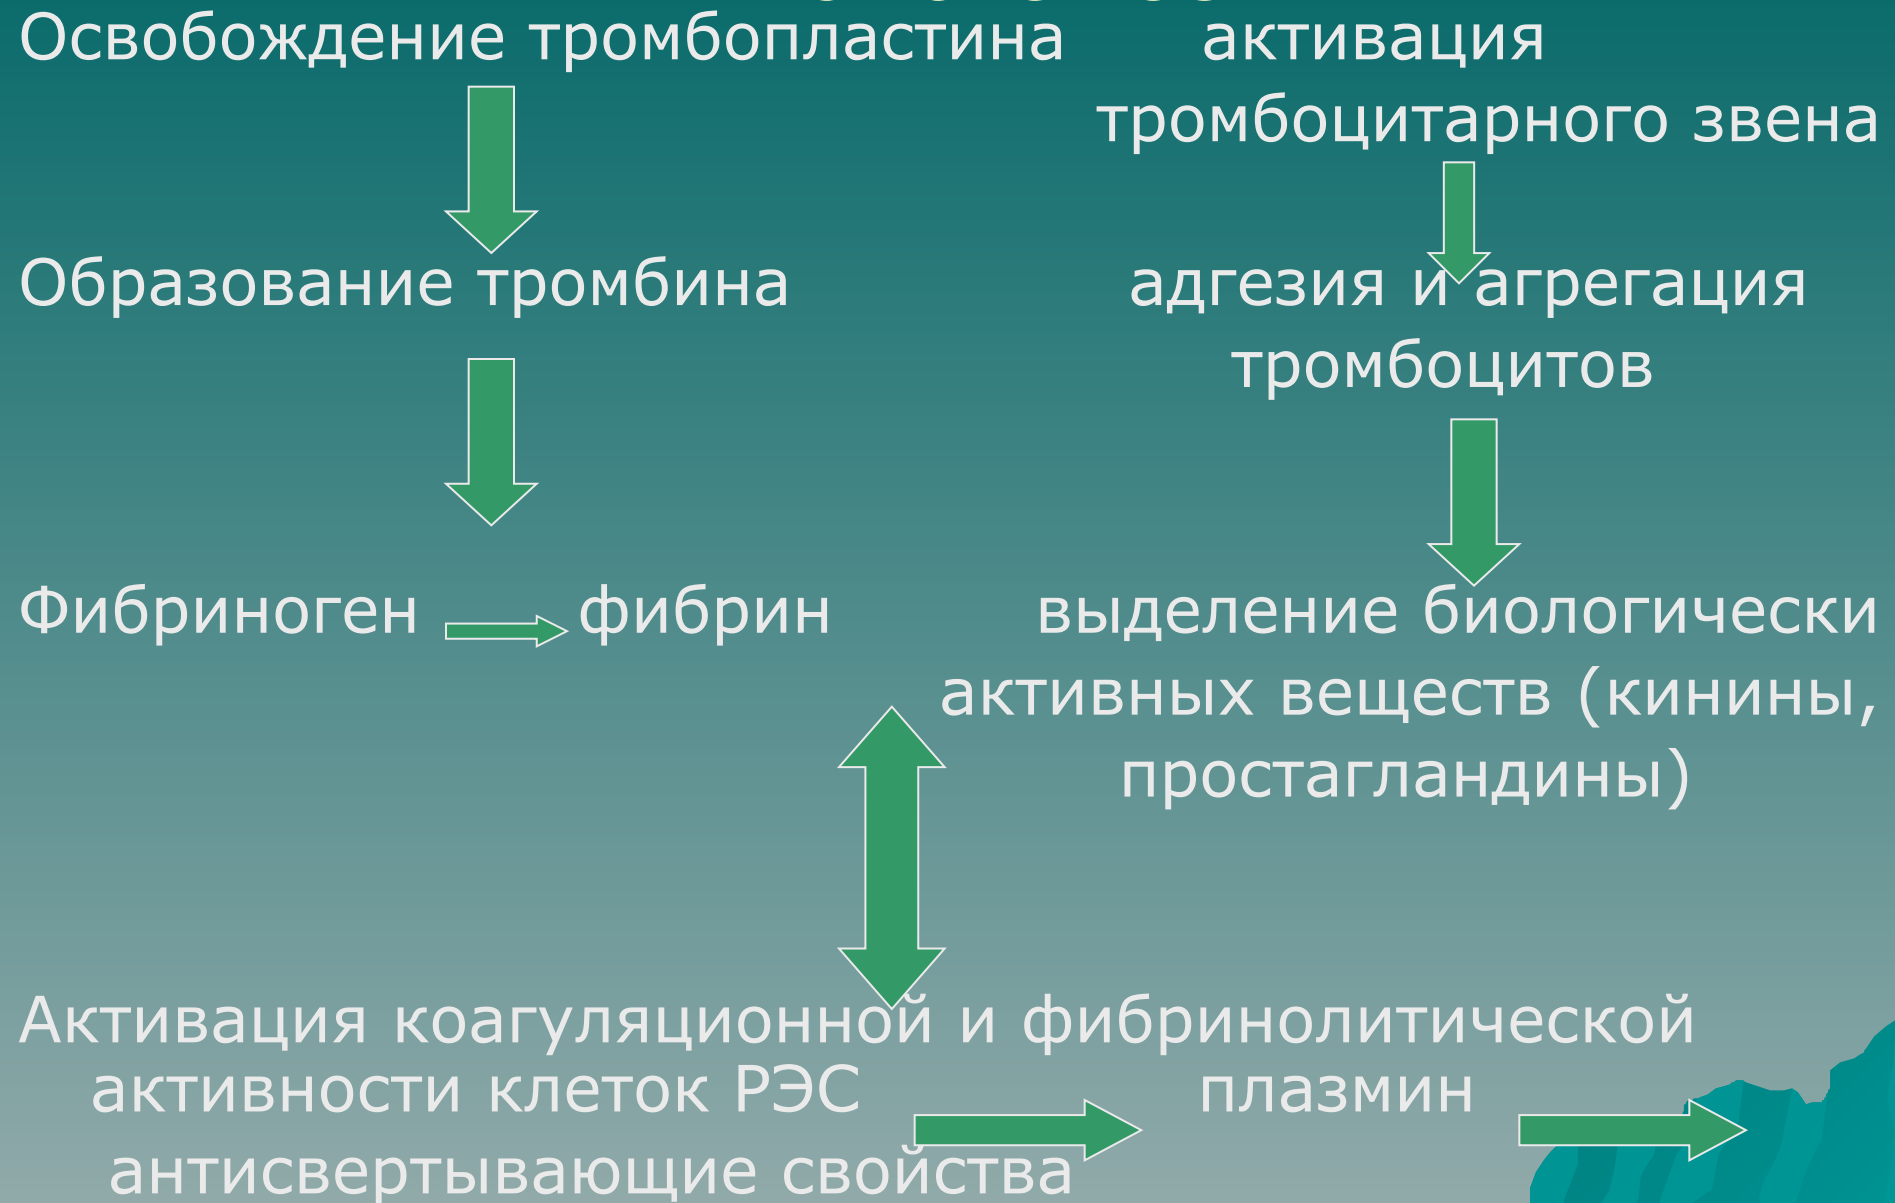 Освобождение тромбопластина активация
тромбоцитарного звена
Образование тромбина адгезия и агрегация
тромбоцитов
Фибриноген фибрин выделение биологически
активных веществ (кинины,
простагландины)
Активация коагуляционной и фибринолитической
активности клеток РЭС плазмин
антисвертывающие свойства